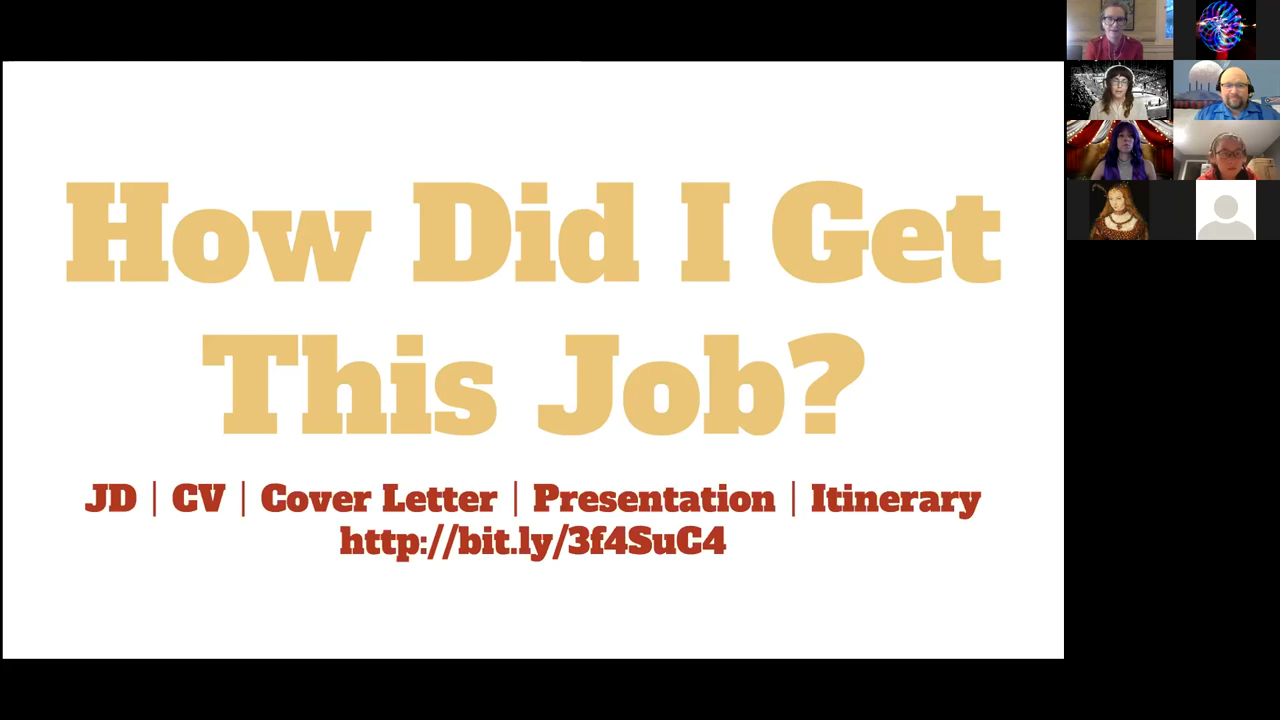 How Did I Get
This Job?
JD | CV | Cover Letter | Presentation | Itinerary
http://bit.ly/3f4SuC4